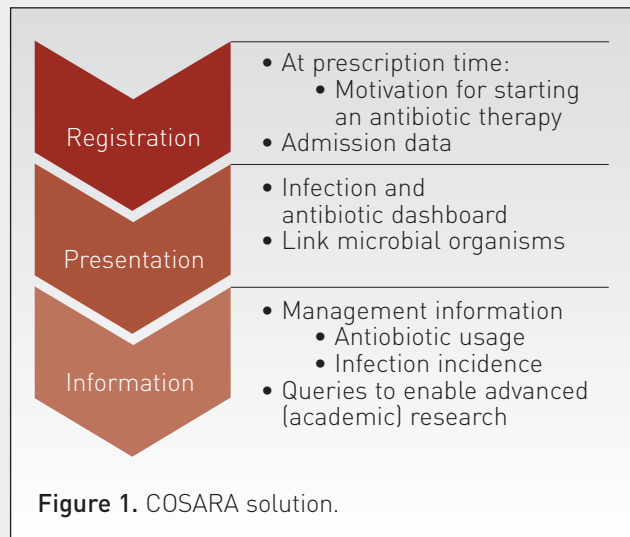 Registration
• At prescription time:
• Motivation for starting
an antibiotic therapy
• Admission data
Presentation
• Infection and
antibiotic dashboard
• Link microbial organisms
Information
• Management information
• Antiobiotic usage
• Infection incidence
• Queries to enable advanced
(academic) research
Figure 1. COSARA solution.